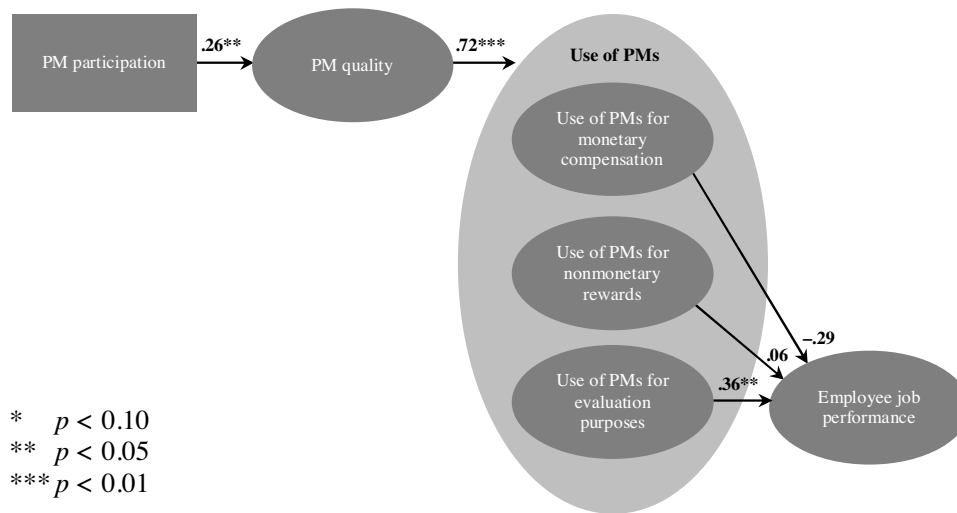 .26**
.72***
PM participation
PM quality
Use of PMs
Use of PMs for
monetary
compensation
Use of PMs for
nonmonetary
rewards
–.29
.06
Use of PMs for
evaluation
purposes
.36**
Employee job
performance
* p < 0.10
** p < 0.05
*** p < 0.01